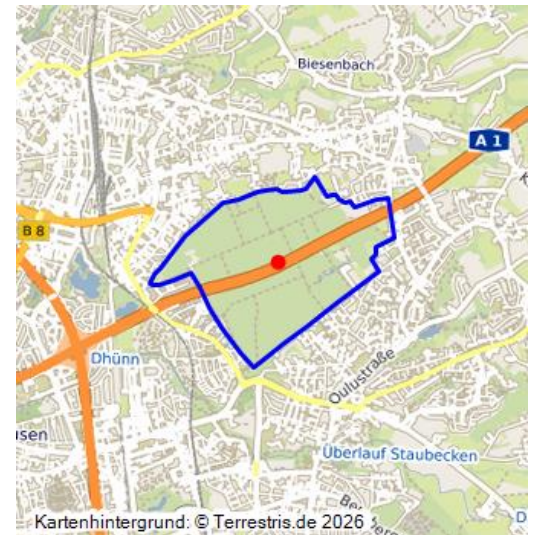 Biesenbach
A 1
B 8
Dhünn
Oulustraße
usen
Überlauf Staubecken
Kartenhintergrund: © Terrestris.de 2026
D